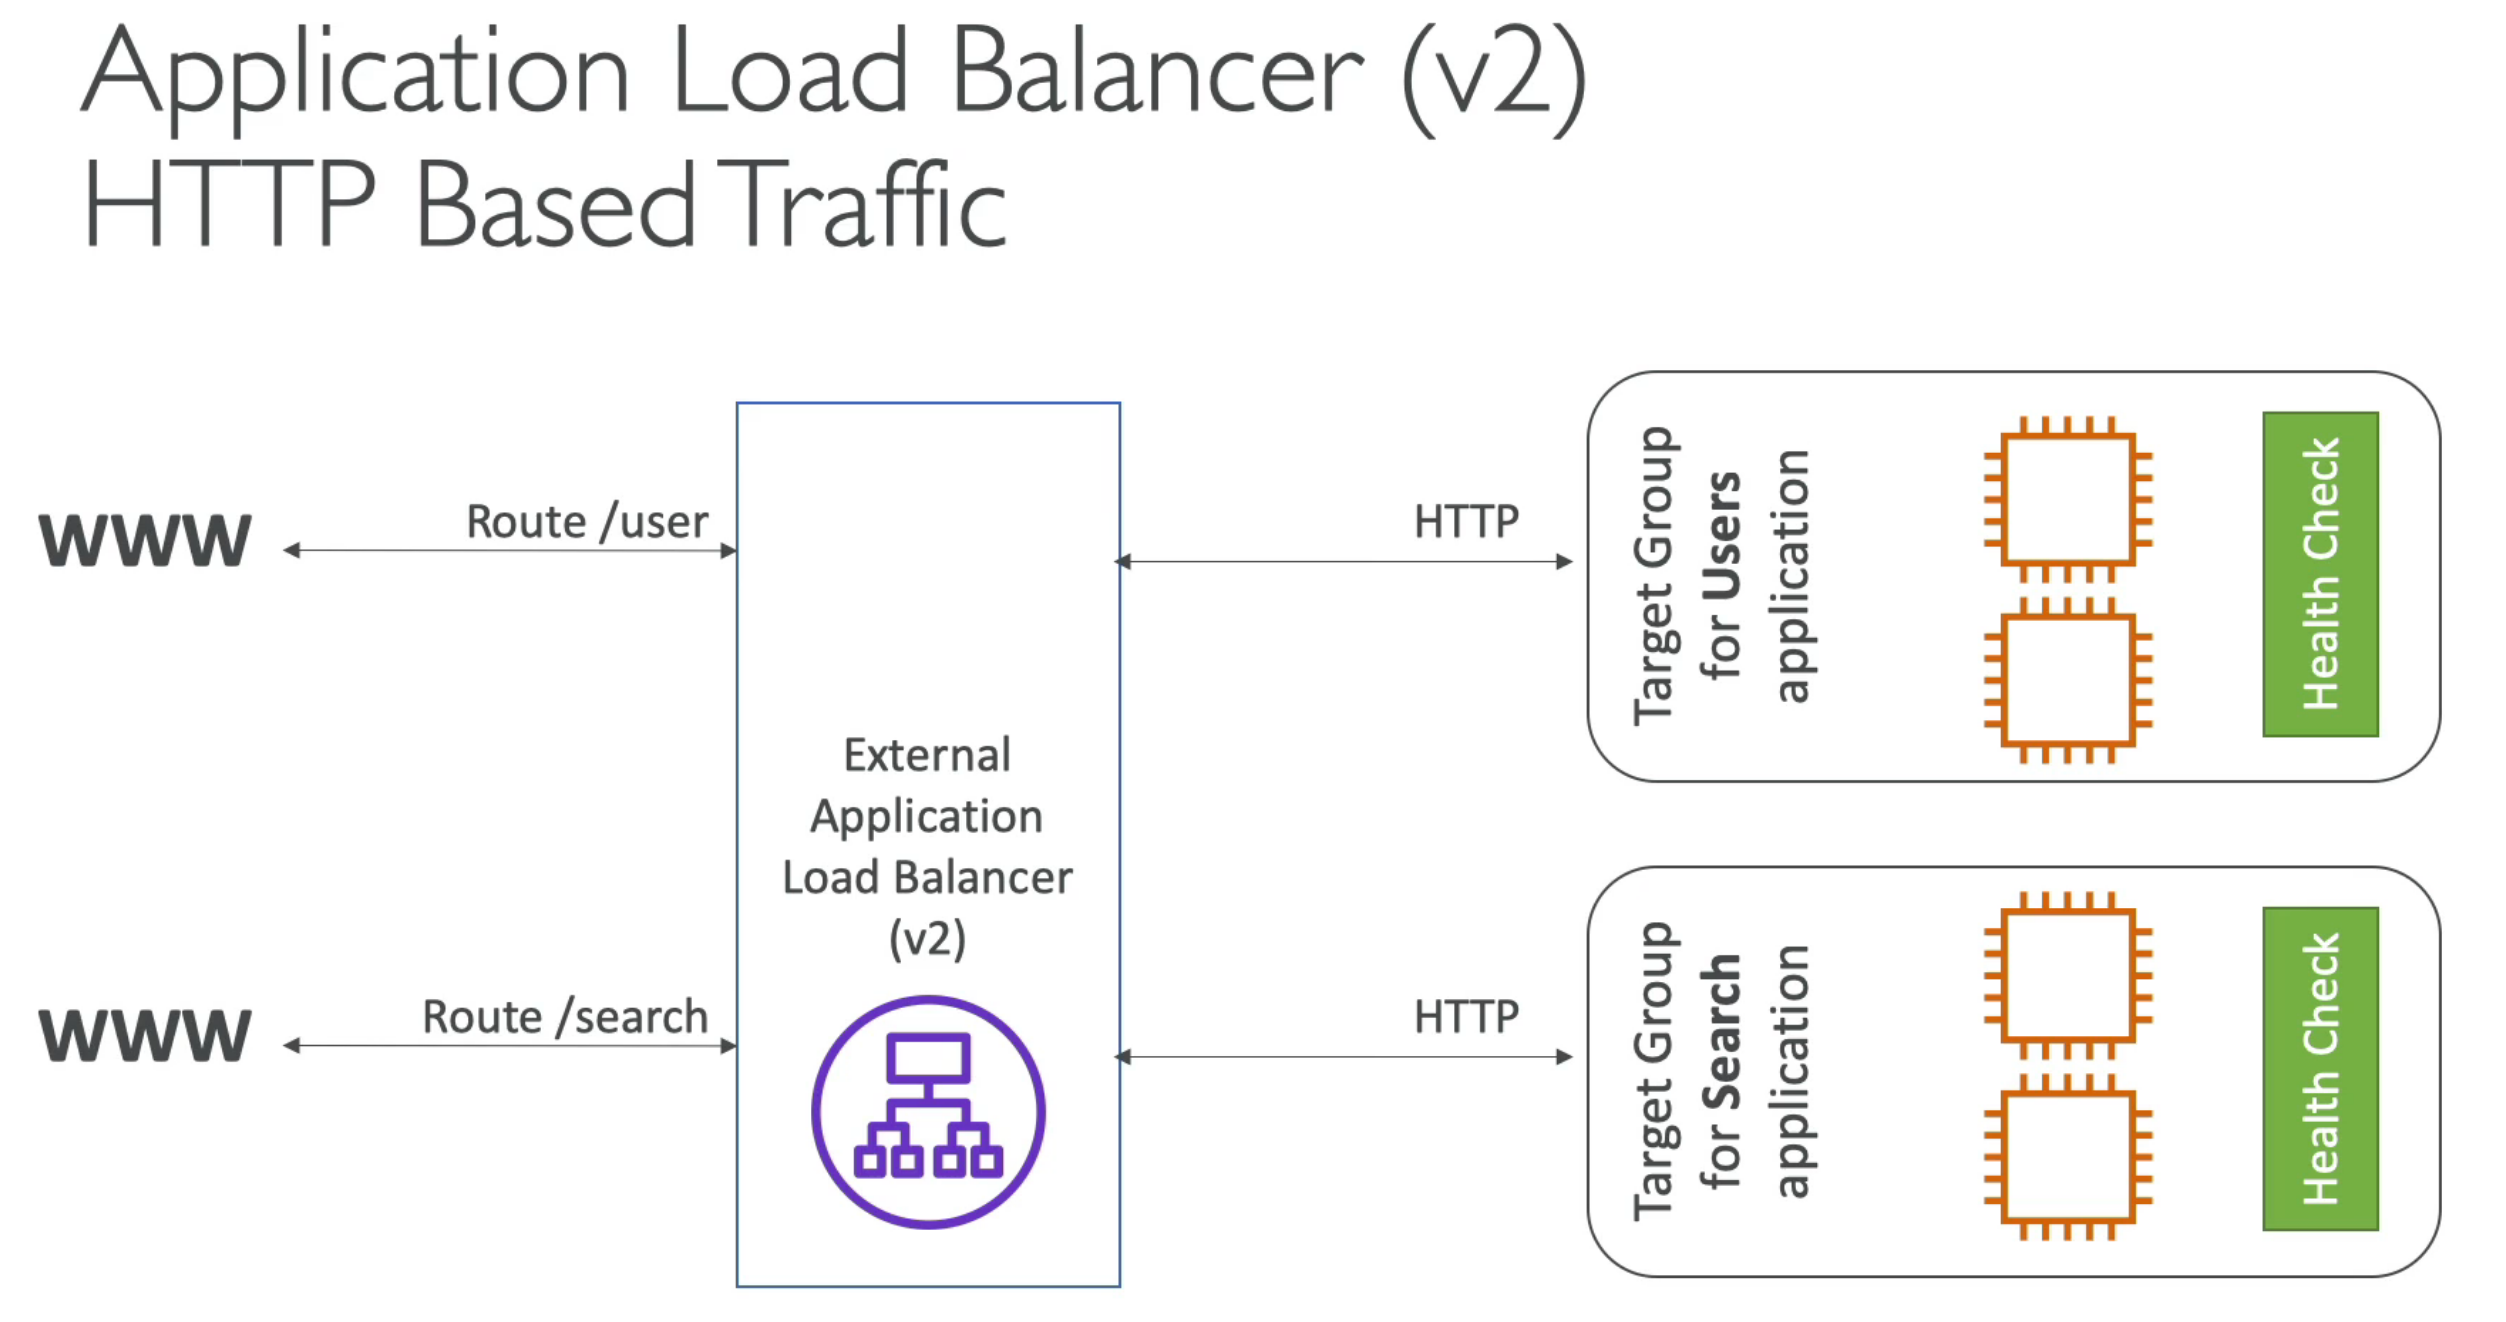 Application Load Balancer (v2)
HTTP Based Traffic
WWW
Route /user
HTTP
Target Group
for Users
application
Health Check
External
Application
Load Balancer
(v2)
WWW
Route /search
HTTP
Target Group
for Search
application
Health Check